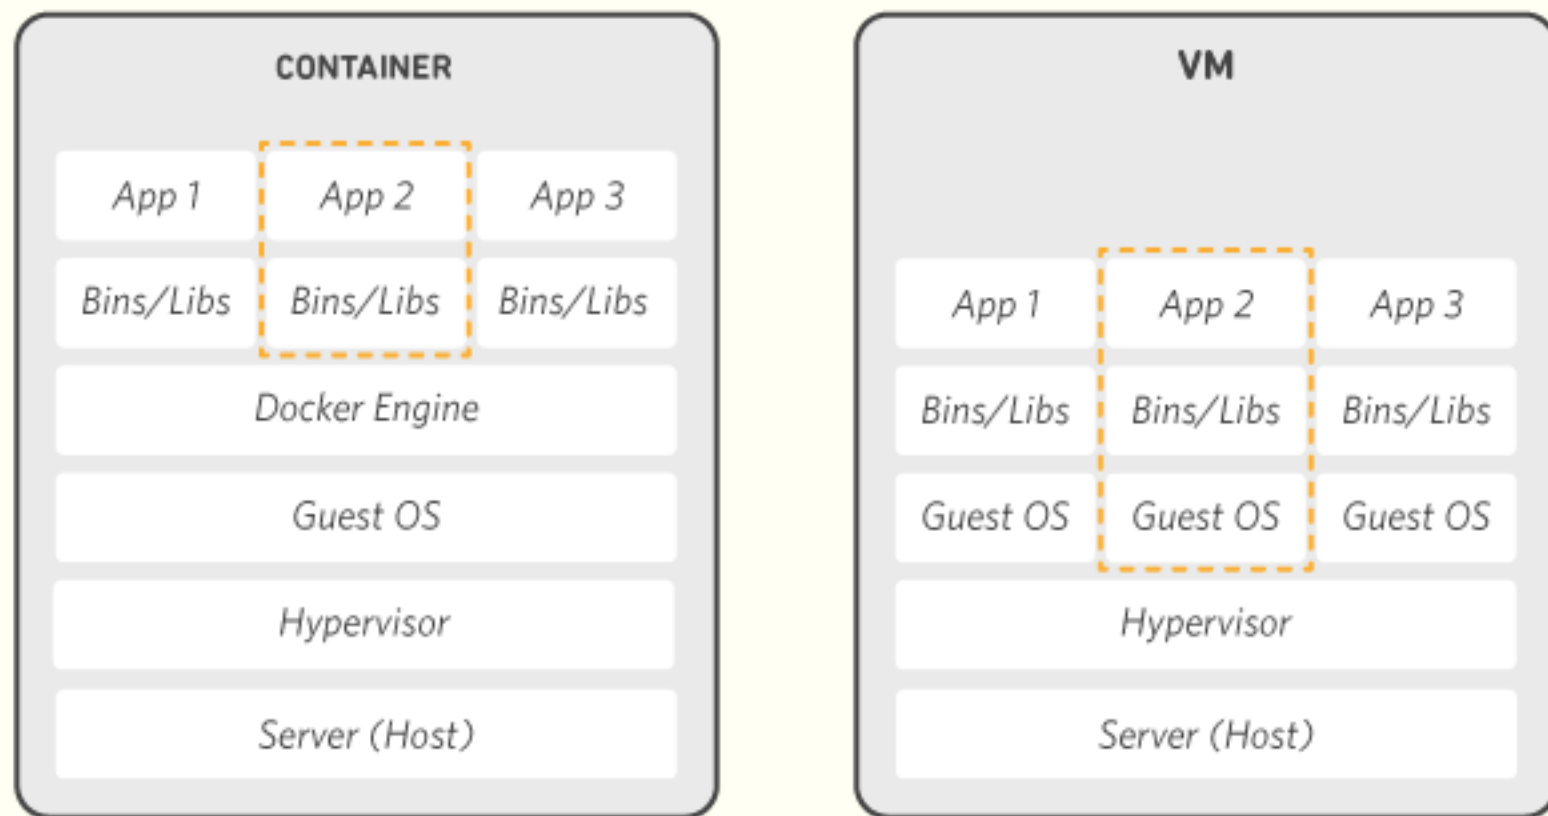 CONTAINER
App 1
App 2
App 3
Bins/Libs
Bins/Libs
Bins/Libs
Docker Engine
Guest OS
Hypervisor
Server (Host)
VM
App 1
App 2
App 3
Bins/Libs
Bins/Libs
Bins/Libs
Guest OS
Guest OS
Guest OS
Hypervisor
Server (Host)